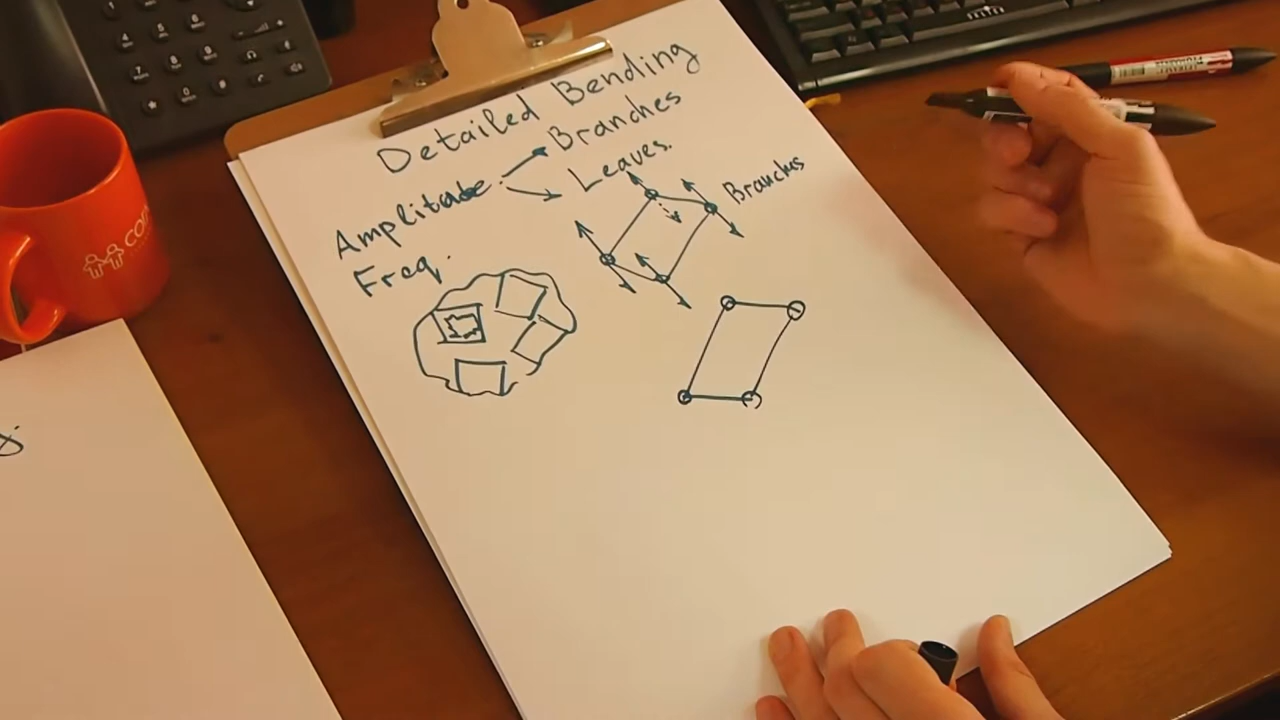 Detailed Bending
Amplitude
Branches
Leaves.
Freq.
Branches